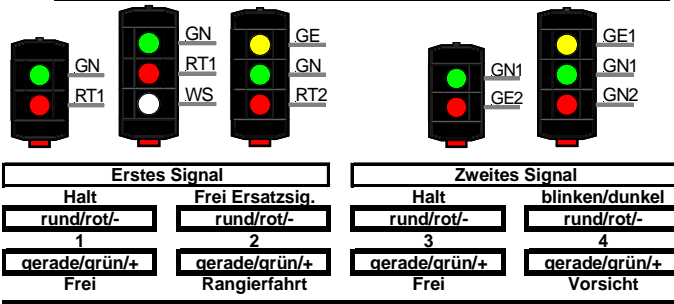 GN
RT1
GN
RT1
WS
GE
GN
RT2
GN1
GE2
GE1
GN1
GN2
Erstes Signal Zweites Signal
Halt Frei Ersatzsig. Halt blinken/dunkel
rund/rot/- rund/rot/- rund/rot/- rund/rot/-
1 2 3 4
gerade/grün/+ gerade/grün/+ gerade/grün/+ gerade/grün/+
Frei Rangierfahrt Frei Vorsicht